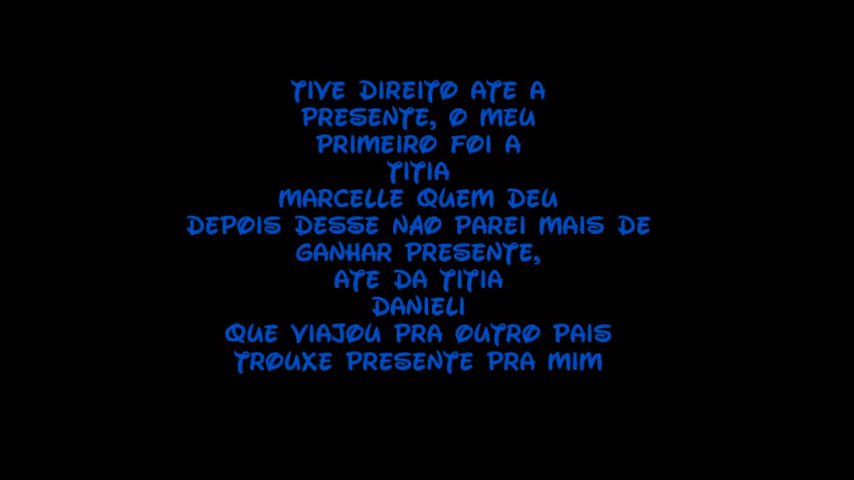 TIVE DIREITO ATE A
PRESENTE, O MEU
PRIMEIRO FOI A
TITIA
MARCELLE QUEM DEU
DEPOIS DESSE NAO PAREI MAIS DE
GANHAR PRESENTE,
ATE DA TITIA
DANIELI
QUE VIAJOU PRA OUTRO PAIS
TROUXE PRESENTE PRA MIM